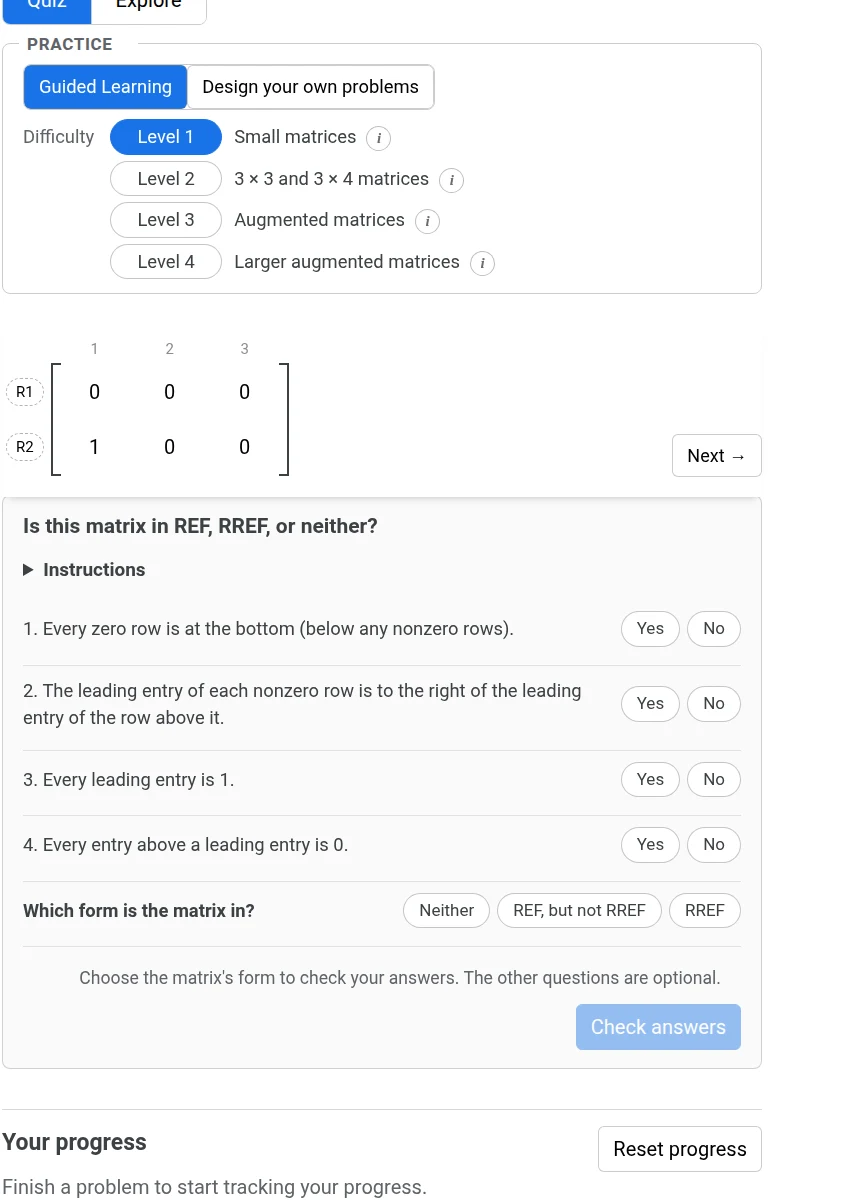 Quiz Explore
PRACTICE
Guided Learning Design your own problems
Difficulty Level 1 Small matrices i
Level 2 3 × 3 and 3 × 4 matrices i
Level 3 Augmented matrices i
Level 4 Larger augmented matrices i
1 2 3
R1 0 0 0
R2 1 0 0
Next →
Is this matrix in REF, RREF, or neither?
▶ Instructions
1. Every zero row is at the bottom (below any nonzero rows). Yes No
2. The leading entry of each nonzero row is to the right of the leading
entry of the row above it. Yes No
3. Every leading entry is 1. Yes No
4. Every entry above a leading entry is 0. Yes No
Which form is the matrix in? Neither REF, but not RREF RREF
Choose the matrix's form to check your answers. The other questions are optional.
Check answers
Your progress Reset progress
Finish a problem to start tracking your progress.